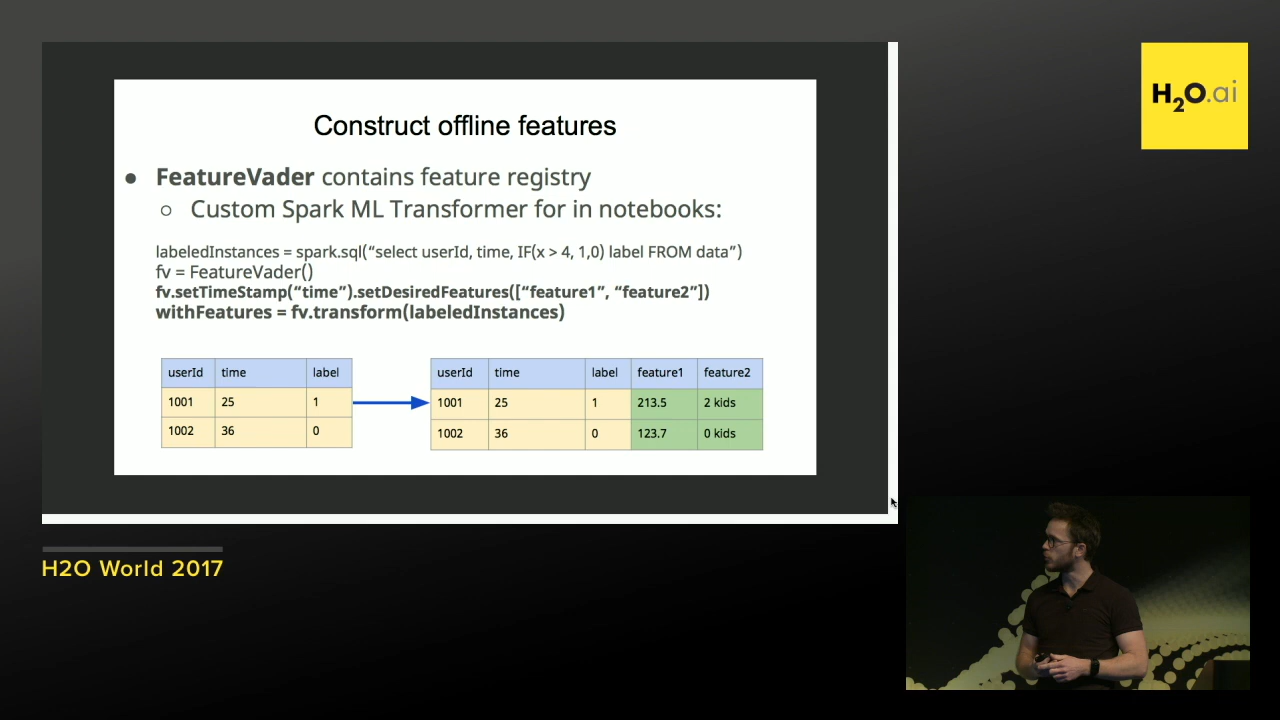 Construct offline features
● FeatureVader contains feature registry
○ Custom Spark ML Transformer for in notebooks:
labeledInstances = spark.sql(“select userId, time, IF(x > 4, 1,0) label FROM data”)
fv = FeatureVader()
fv.setTimeStamp(“time”).setDesiredFeatures([“feature1”, “feature2”])
withFeatures = fv.transform(labeledInstances)
userId time label
1001 25 1
1002 36 0
userId time label feature1 feature2
1001 25 1 213.5 2 kids
1002 36 0 123.7 0 kids
H2O.ai
H2O World 2017